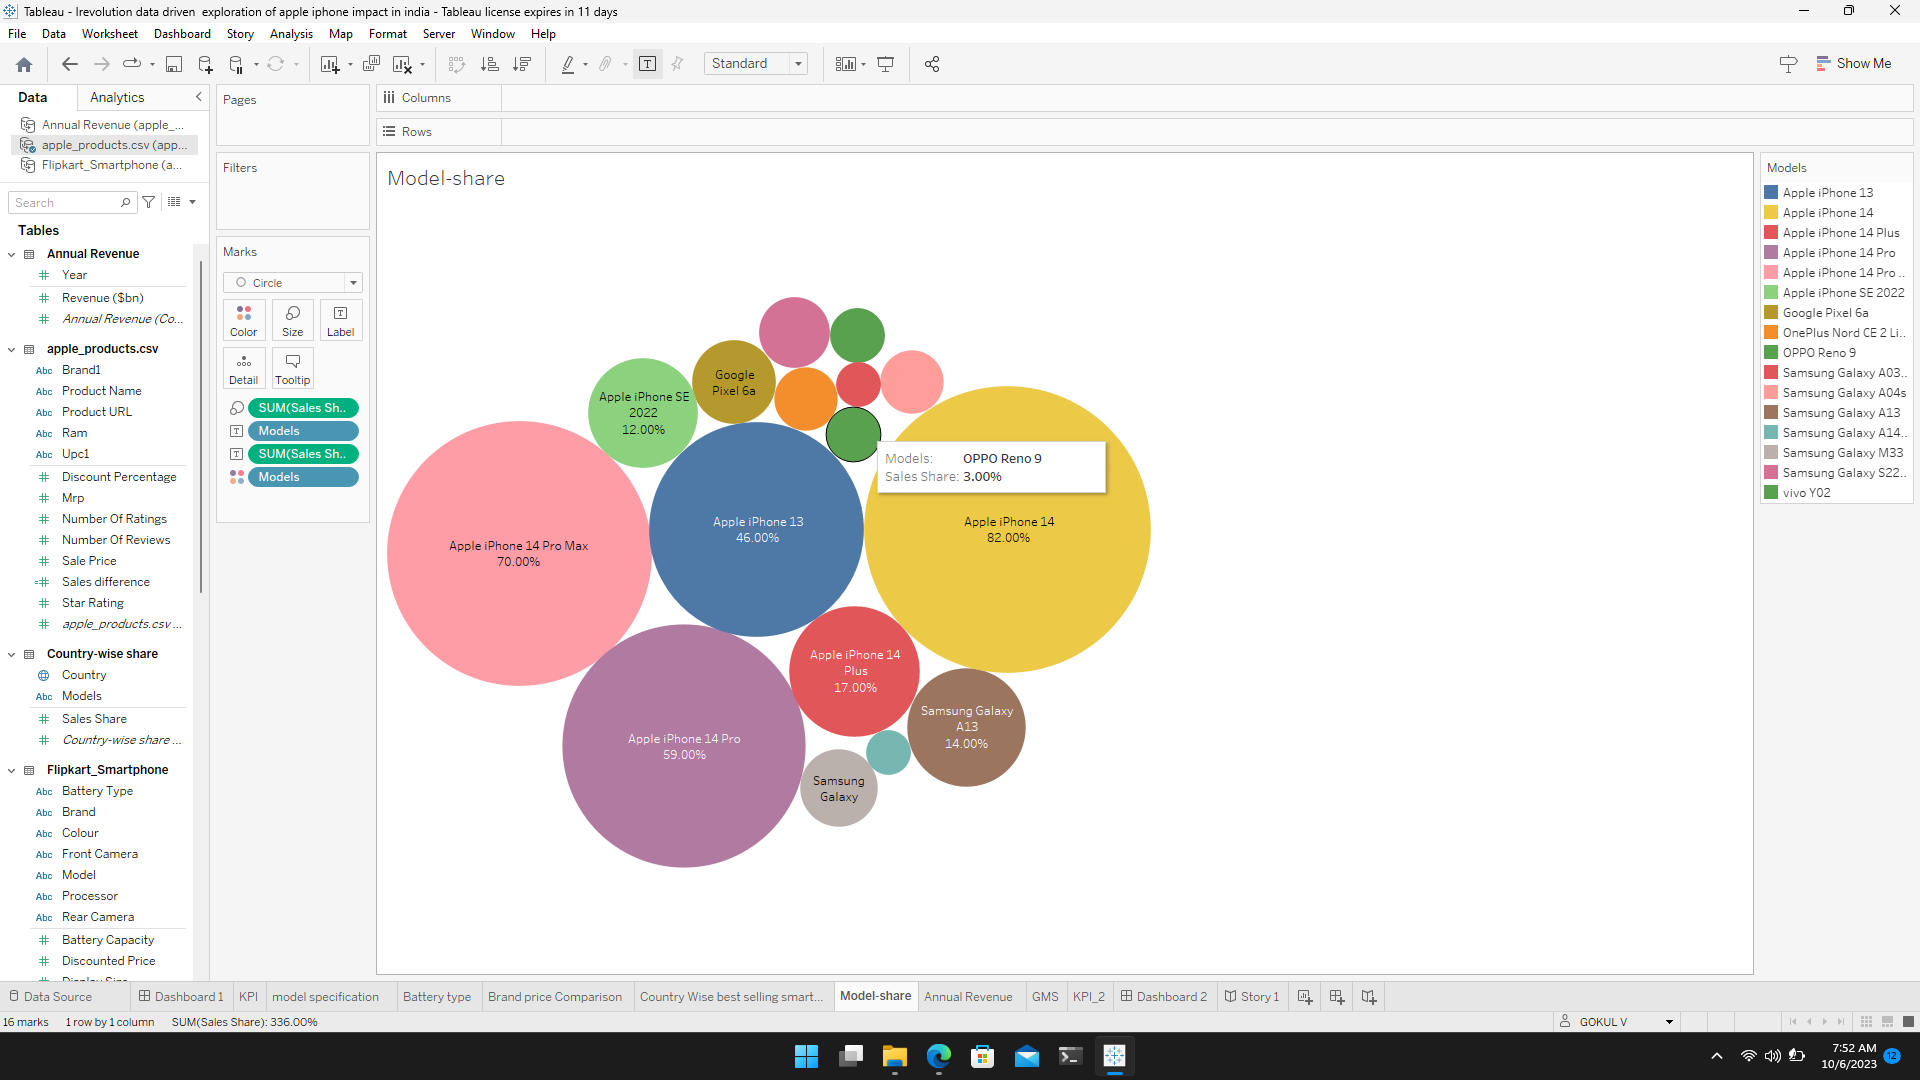 Tableau - Irevolution data driven  exploration of apple iphone impact in india - Tableau license expires in 11 days
File Data Worksheet Dashboard Story Analysis Map Format Server Window Help
Standard
Show Me
Data Analytics
Annual Revenue (apple_...
apple_products.csv (app...
Flipkart_Smartphone (a...
Search
Tables
Annual Revenue
Year
Revenue ($bn)
Annual Revenue (Co...
apple_products.csv
Abc Brand1
Abc Product Name
Abc Product URL
Abc Ram
Abc Upc1
Discount Percentage
Mrp
Number Of Ratings
Number Of Reviews
Sale Price
Sales difference
Star Rating
apple_products.csv ...
Country-wise share
Country
Abc Models
Sales Share
Country-wise share ...
Flipkart_Smartphone
Abc Battery Type
Abc Brand
Abc Colour
Abc Front Camera
Abc Model
Abc Processor
Abc Rear Camera
Battery Capacity
Discounted Price
Pages
Filters
Marks
Circle
Color Size Label
Detail Tooltip
SUM(Sales Sh..
Models
SUM(Sales Sh..
Models
Columns
Rows
Model-share
Google
Pixel 6a
Apple iPhone SE
2022
12.00%
Models: OPPO Reno 9
Sales Share: 3.00%
Apple iPhone 13
46.00%
Apple iPhone 14
82.00%
Apple iPhone 14 Pro Max
70.00%
Apple iPhone 14
Plus
17.00%
Samsung Galaxy
A13
14.00%
Apple iPhone 14 Pro
59.00%
Samsung
Galaxy
Models
Apple iPhone 13
Apple iPhone 14
Apple iPhone 14 Plus
Apple iPhone 14 Pro
Apple iPhone 14 Pro ..
Apple iPhone SE 2022
Google Pixel 6a
OnePlus Nord CE 2 Li..
OPPO Reno 9
Samsung Galaxy A03..
Samsung Galaxy A04s
Samsung Galaxy A13
Samsung Galaxy A14..
Samsung Galaxy M33
Samsung Galaxy S22..
vivo Y02
Data Source Dashboard 1 KPI model specification Battery type Brand price Comparison Country Wise best selling smart... Model-share Annual Revenue GMS KPI_2 Dashboard 2 Story 1
16 marks 1 row by 1 column SUM(Sales Share): 336.00% GOKUL V
7:52 AM
10/6/2023
12